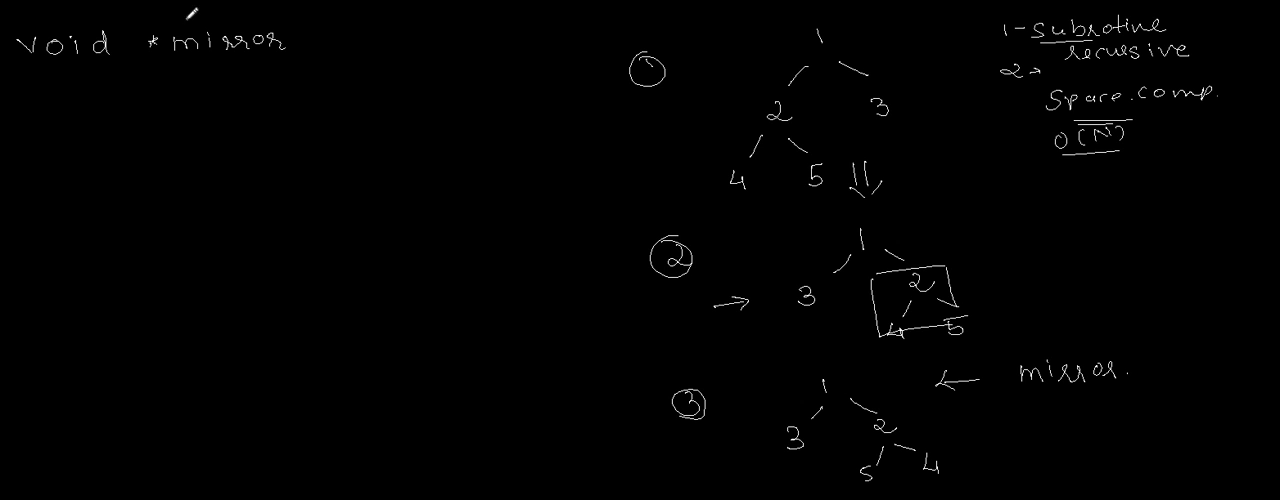 void *mirror
1
1
2 3
4 5
2
1
3 2
4 5
mirror.
3
1
3 2
5 4
1-Subrotine
recursive
2→
Space.comp.
O(N)